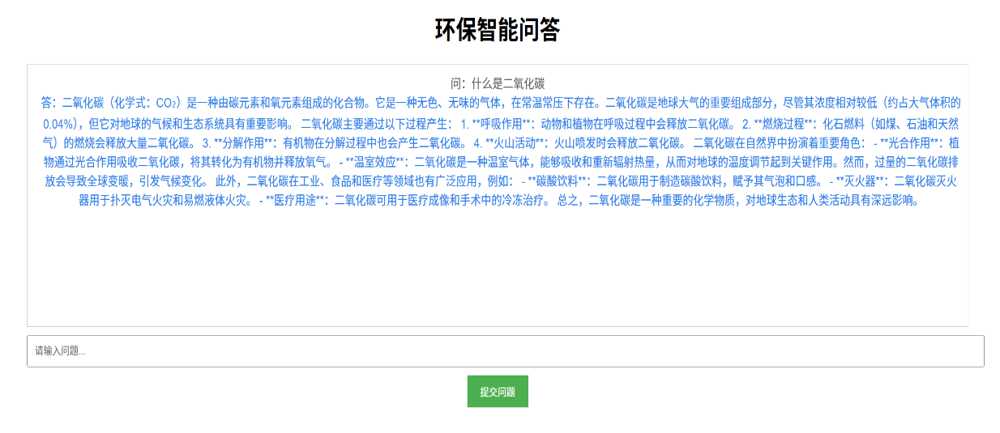 环保智能问答
问：什么是二氧化碳
答：二氧化碳（化学式：CO₂）是一种由碳元素和氧元素组成的化合物。它是一种无色、无味的气体，在常温常压下存在。二氧化碳是地球大气的重要组成部分，尽管其浓度相对较低（约占大气体积的
0.04%），但它对地球的气候和生态系统具有重要影响。 二氧化碳主要通过以下过程产生： 1. **呼吸作用**：动物和植物在呼吸过程中会释放二氧化碳。 2. **燃烧过程**：化石燃料（如煤、石油和天然
气）的燃烧会释放大量二氧化碳。 3. **分解作用**：有机物在分解过程中也会产生二氧化碳。 4. **火山活动**：火山喷发时会释放二氧化碳。 二氧化碳在自然界中扮演着重要角色： - **光合作用**：植
物通过光合作用吸收二氧化碳，将其转化为有机物并释放氧气。 - **温室效应**：二氧化碳是一种温室气体，能够吸收和重新辐射热量，从而对地球的温度调节起到关键作用。然而，过量的二氧化碳排
放会导致全球变暖，引发气候变化。 此外，二氧化碳在工业、食品和医疗等领域也有广泛应用，例如： - **碳酸饮料**：二氧化碳用于制造碳酸饮料，赋予其气泡和口感。 - **灭火器**：二氧化碳灭火
器用于扑灭电气火灾和易燃液体火灾。 - **医疗用途**：二氧化碳可用于医疗成像和手术中的冷冻治疗。 总之，二氧化碳是一种重要的化学物质，对地球生态和人类活动具有深远影响。
请输入问题...
提交问题